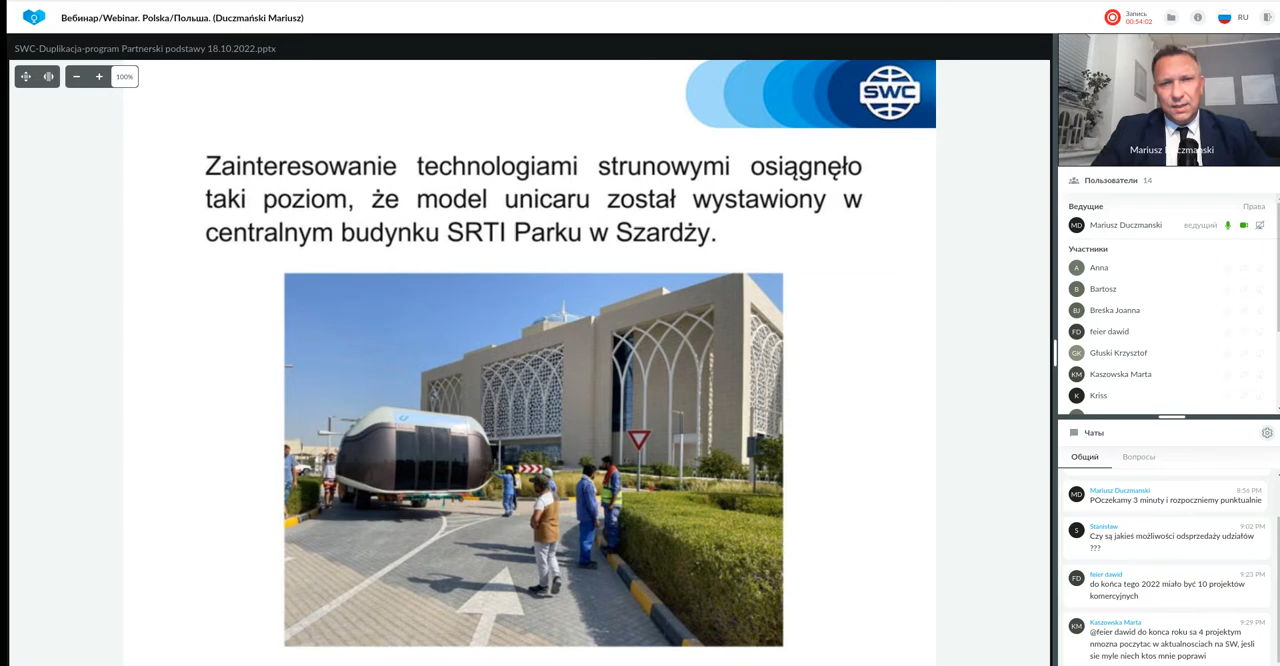 Вебинар/Webinar. Polska/Польша. (Duczmański Mariusz)
Запись
00:54:02
RU
SWC-Duplikacja-program Partnerski podstawy 18.10.2022.pptx
100%
SWC
Zainteresowanie technologiami strunowymi osiągnęło
taki poziom, że model unicaru został wystawiony w
centralnym budynku SRTI Parku w Szardży.
Mariusz Duczmanski
Пользователи 14
Ведущие Права
MD Mariusz Duczmanski ведущий
Участники
A Anna
B Bartosz
BJ Breśka Joanna
FD feier dawid
GK Głuski Krzysztof
KM Kaszowska Marta
K Kriss
Чаты
Общий Вопросы
MD Mariusz Duczmanski 8:56 PM
POczekamy 3 minuty i rozpoczniemy punktualnie
S Stanisław 9:02 PM
Czy są jakieś możliwości odsprzedaży udziałów
???
FD feier dawid 9:23 PM
do końca tego 2022 miało być 10 projektów
komercyjnych
KM Kaszowska Marta 9:29 PM
@feier dawid do konca roku sa 4 projektym
nmozna poczytac w aktualnosciach na SW, jesli
sie myle niech ktos mnie poprawi